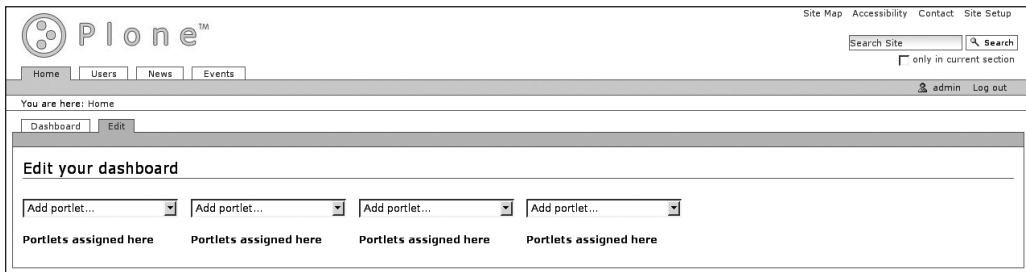 Plone™
Site Map Accessibility Contact Site Setup
Search Site Search
only in current section
Home Users News Events
admin Log out
You are here: Home
Dashboard Edit
Edit your dashboard
Add portlet... Add portlet... Add portlet... Add portlet...
Portlets assigned here Portlets assigned here Portlets assigned here Portlets assigned here